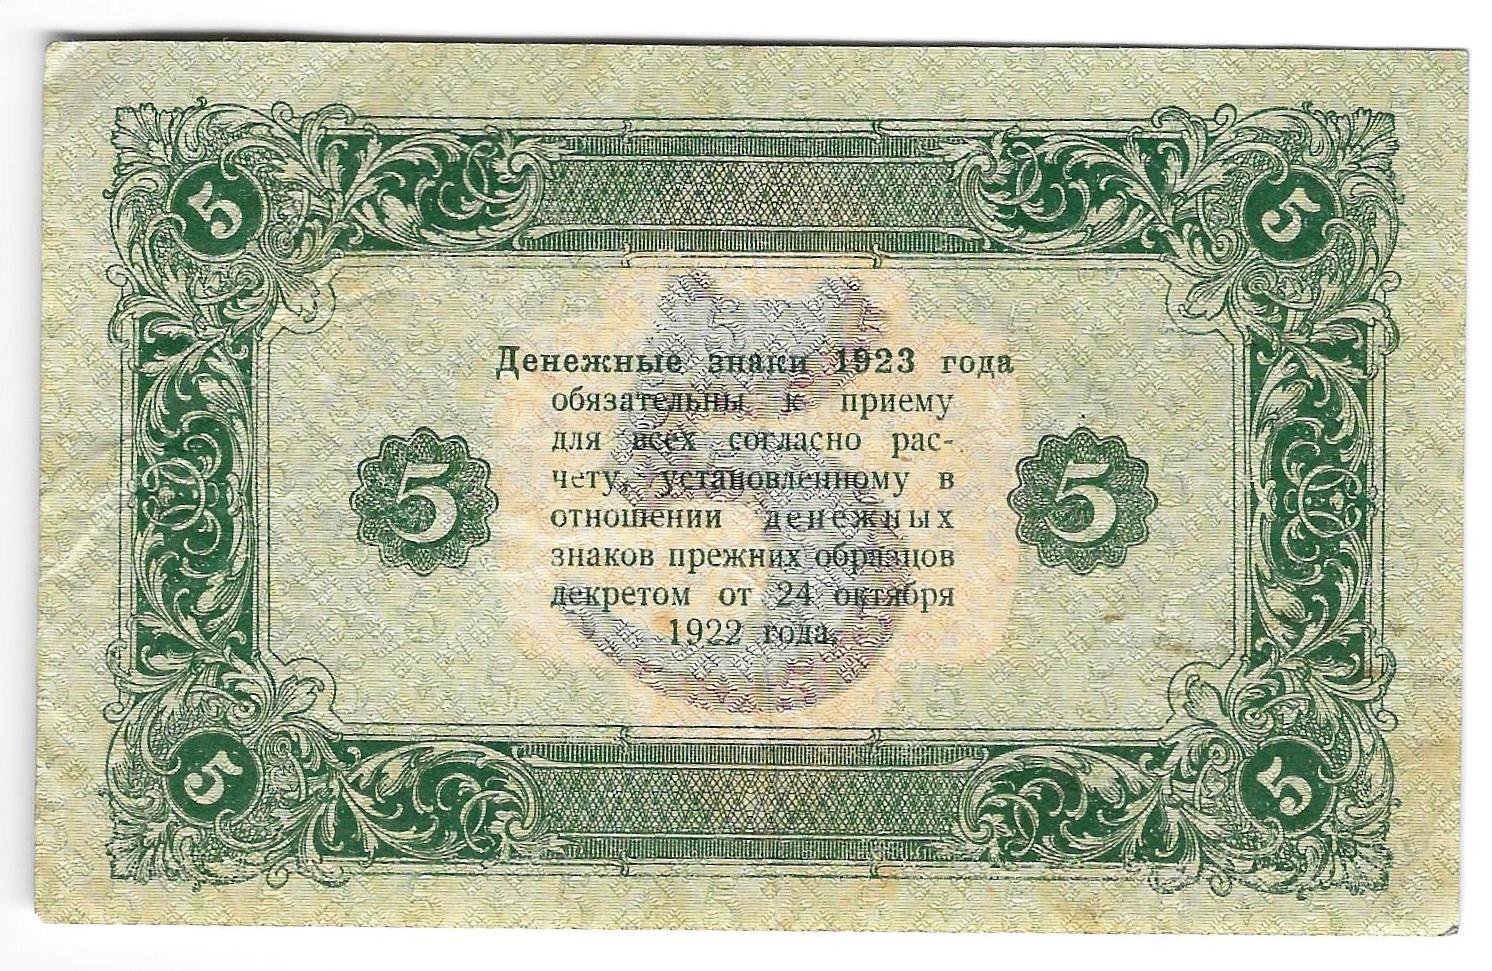 5 5
Денежные знаки 1923 года
обязательны к приему
для всех согласно рас-
5 чету, установленному в 5
отношении денежных
знаков прежних образцов
декретом от 24 октября
1922 года.
5 5
5